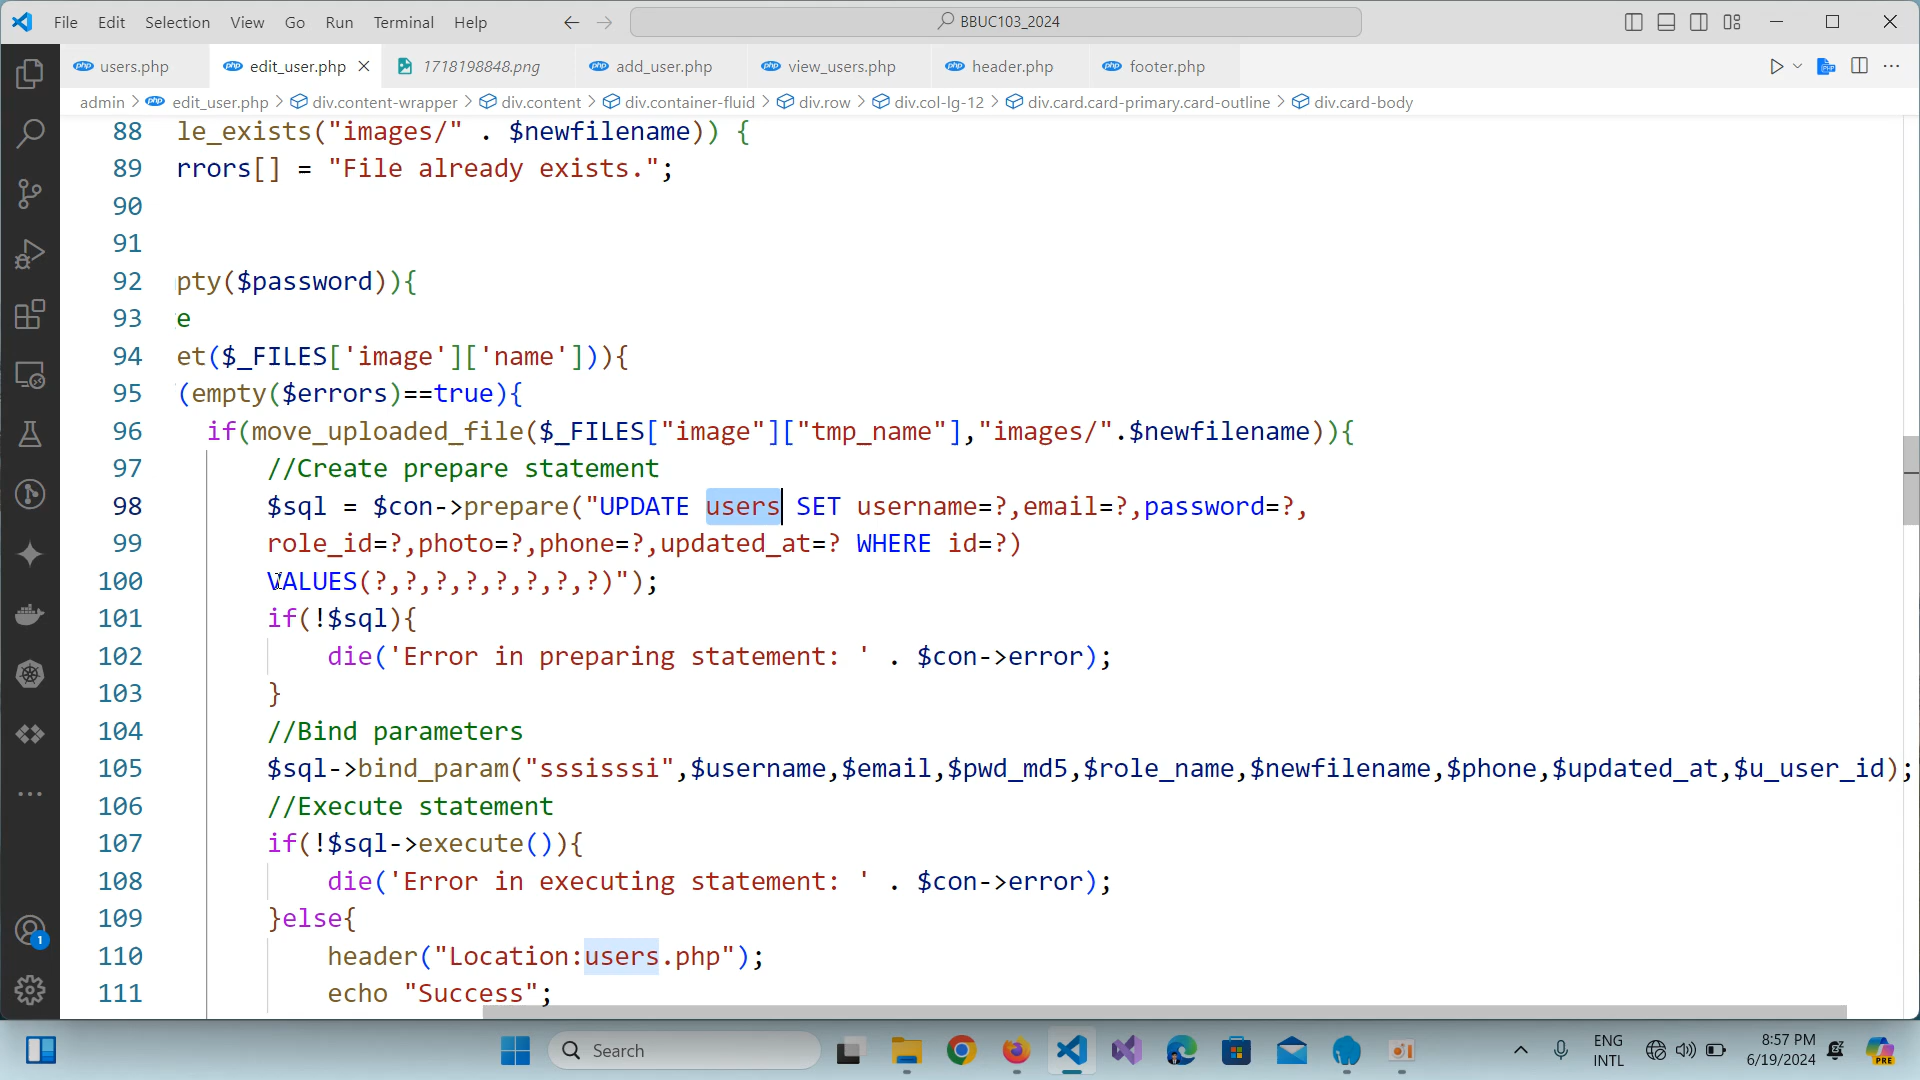 File Edit Selection View Go Run Terminal Help BBUC103_2024
users.php edit_user.php 1718198848.png add_user.php view_users.php header.php footer.php
admin > edit_user.php > div.content-wrapper > div.content > div.container-fluid > div.row > div.col-lg-12 > div.card.card-primary.card-outline > div.card-body
88 le_exists("images/" . $newfilename)) {
89 rrors[] = "File already exists.";
90
91
92 pty($password)){
93 e
94 et($_FILES['image']['name'])){
95 (empty($errors)==true){
96 if(move_uploaded_file($_FILES["image"]["tmp_name"],"images/".$newfilename)){
97 //Create prepare statement
98 $sql = $con->prepare("UPDATE users SET username=?,email=?,password=?,
99 role_id=?,photo=?,phone=?,updated_at=? WHERE id=?)
100 VALUES(?,?,?,?,?,?,?,?)");
101 if(!$sql){
102 die('Error in preparing statement: ' . $con->error);
103 }
104 //Bind parameters
105 $sql->bind_param("sssisssi",$username,$email,$pwd_md5,$role_name,$newfilename,$phone,$updated_at,$u_user_id);
106 //Execute statement
107 if(!$sql->execute()){
108 die('Error in executing statement: ' . $con->error);
109 }else{
110 header("Location:users.php");
111 echo "Success";
1
Search
ENG
INTL
8:57 PM
6/19/2024
PRE